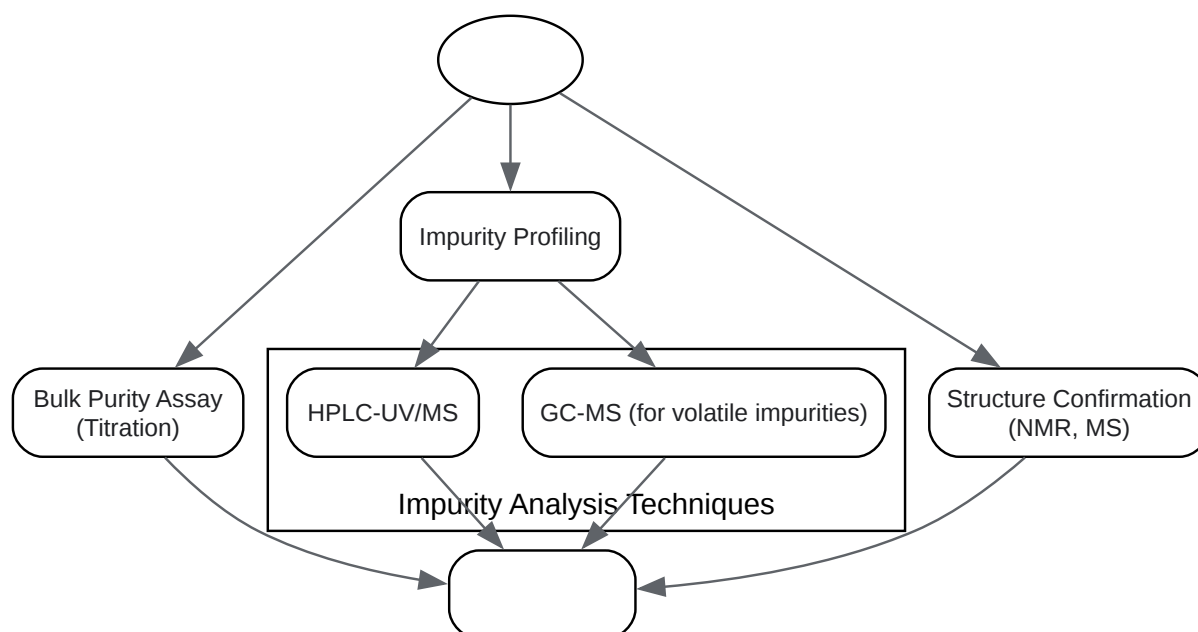 Impurity Profiling
Bulk Purity Assay
(Titration)
HPLC-UV/MS
GC-MS (for volatile impurities)
Structure Confirmation
(NMR, MS)
Impurity Analysis Techniques